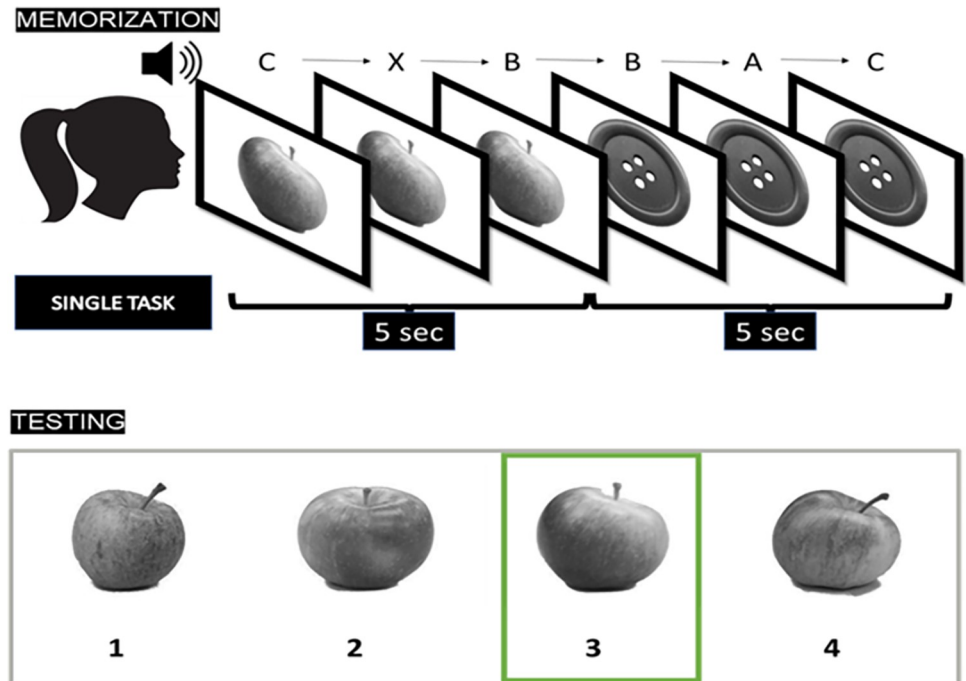 MEMORIZATION
C X B B A C
SINGLE TASK
5 sec 5 sec
TESTING
1 2 3 4